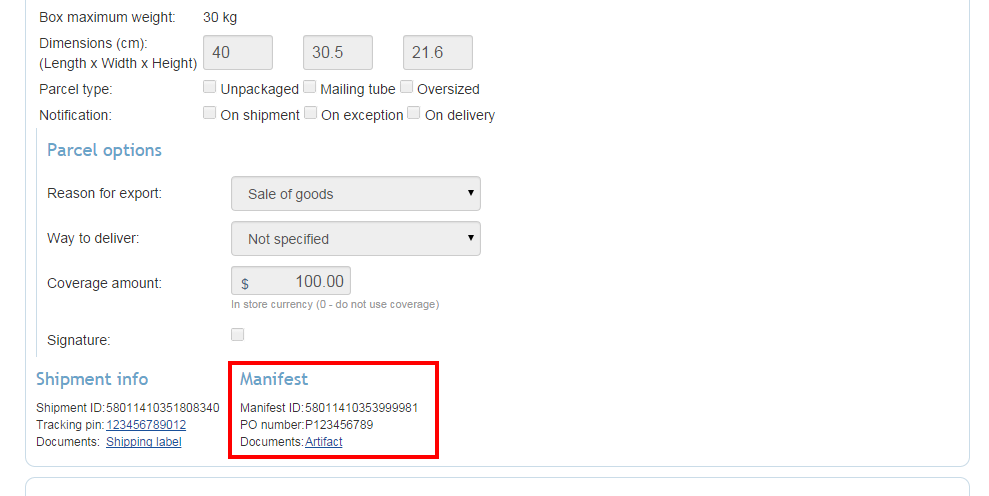 Box maximum weight: 30 kg
Dimensions (cm):
(Length x Width x Height) 40 30.5 21.6
Parcel type: Unpackaged Mailing tube Oversized
Notification: On shipment On exception On delivery
Parcel options
Reason for export: Sale of goods
Way to deliver: Not specified
Coverage amount: $ 100.00
In store currency (0 - do not use coverage)
Signature:
Shipment info
Shipment ID: 58011410351808340
Tracking pin: 123456789012
Documents: Shipping label
Manifest
Manifest ID: 58011410353999981
PO number:P123456789
Documents: Artifact